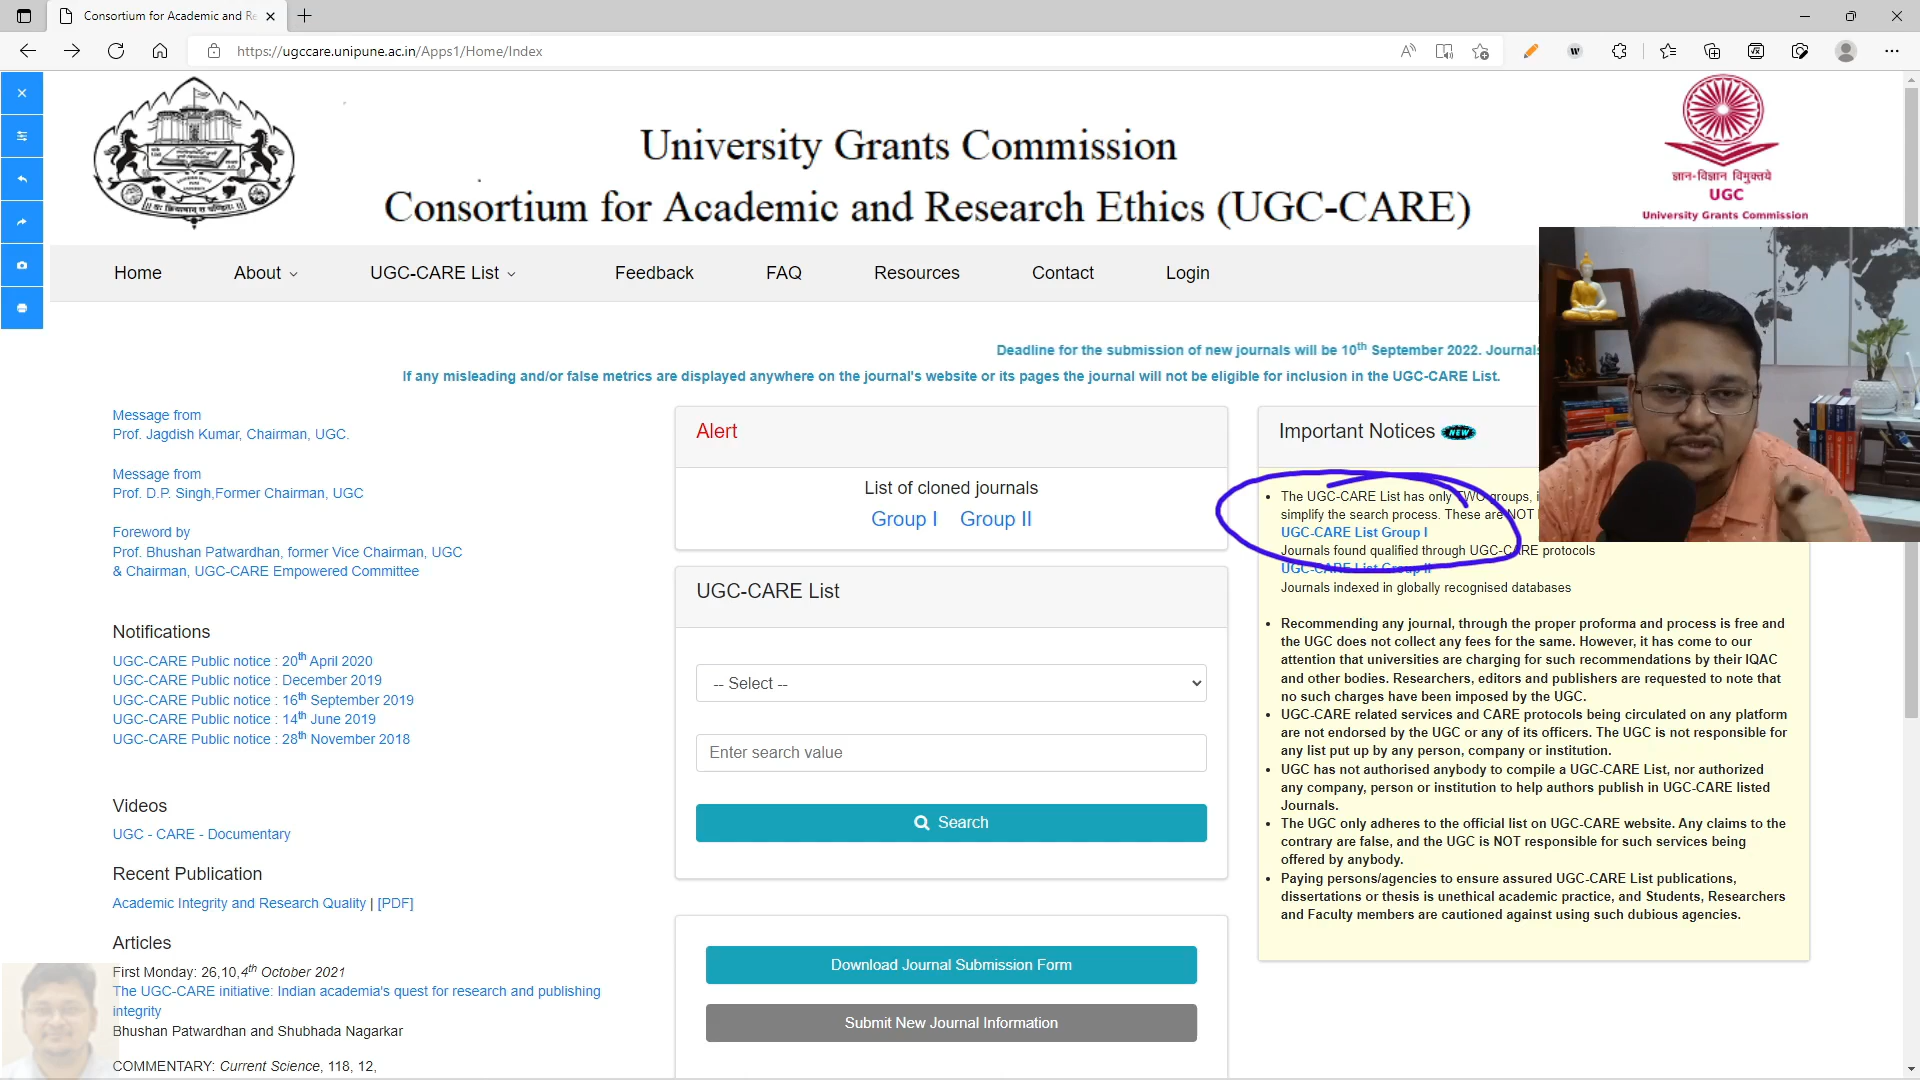 Consortium for Academic and Re
https://ugccare.unipune.ac.in/Apps1/Home/Index
University Grants Commission
Consortium for Academic and Research Ethics (UGC-CARE)
ज्ञान-विज्ञान विमुक्तये
UGC
University Grants Commission
Home
About
UGC-CARE List
Feedback
FAQ
Resources
Contact
Login
Deadline for the submission of new journals will be 10th September 2022. Journals
If any misleading and/or false metrics are displayed anywhere on the journal's website or its pages the journal will not be eligible for inclusion in the UGC-CARE List.
Message from
Prof. Jagdish Kumar, Chairman, UGC.
Message from
Prof. D.P. Singh,Former Chairman, UGC
Foreword by
Prof. Bhushan Patwardhan, former Vice Chairman, UGC
& Chairman, UGC-CARE Empowered Committee
Notifications
UGC-CARE Public notice : 20th April 2020
UGC-CARE Public notice : December 2019
UGC-CARE Public notice : 16th September 2019
UGC-CARE Public notice : 14th June 2019
UGC-CARE Public notice : 28th November 2018
Videos
UGC - CARE - Documentary
Recent Publication
Academic Integrity and Research Quality | [PDF]
Articles
First Monday: 26,10,4th October 2021
The UGC-CARE initiative: Indian academia's quest for research and publishing
integrity
Bhushan Patwardhan and Shubhada Nagarkar
COMMENTARY: Current Science, 118, 12,
Alert
List of cloned journals
Group I Group II
UGC-CARE List
-- Select --
Enter search value
Search
Download Journal Submission Form
Submit New Journal Information
Important Notices NEW
• The UGC-CARE List has only TWO groups,
simplify the search process. These are NOT
UGC-CARE List Group I
Journals found qualified through UGC-CARE protocols
UGC-CARE List Group II
Journals indexed in globally recognised databases
• Recommending any journal, through the proper proforma and process is free and
the UGC does not collect any fees for the same. However, it has come to our
attention that universities are charging for such recommendations by their IQAC
and other bodies. Researchers, editors and publishers are requested to note that
no such charges have been imposed by the UGC.
• UGC-CARE related services and CARE protocols being circulated on any platform
are not endorsed by the UGC or any of its officers. The UGC is not responsible for
any list put up by any person, company or institution.
• UGC has not authorised anybody to compile a UGC-CARE List, nor authorized
any company, person or institution to help authors publish in UGC-CARE listed
Journals.
• The UGC only adheres to the official list on UGC-CARE website. Any claims to the
contrary are false, and the UGC is NOT responsible for such services being
offered by anybody.
• Paying persons/agencies to ensure assured UGC-CARE List publications,
dissertations or thesis is unethical academic practice, and Students, Researchers
and Faculty members are cautioned against using such dubious agencies.